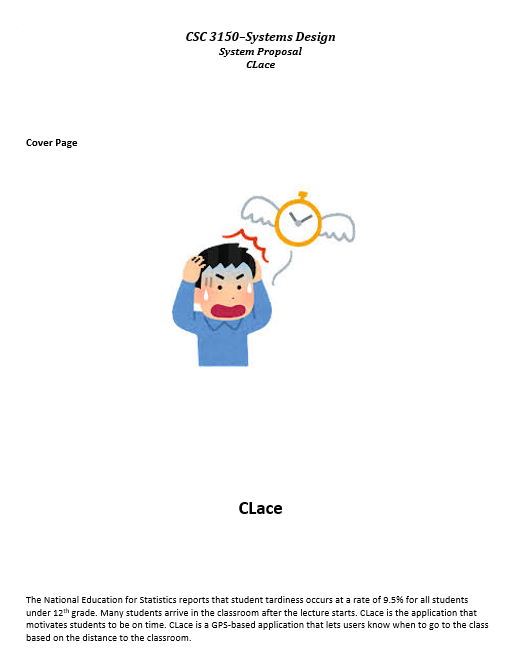 CSC 3150–Systems Design
System Proposal
CLace
Cover Page
CLace
The National Education for Statistics reports that student tardiness occurs at a rate of 9.5% for all students
under 12th grade. Many students arrive in the classroom after the lecture starts. CLace is the application that
motivates students to be on time. CLace is a GPS-based application that lets users know when to go to the class
based on the distance to the classroom.